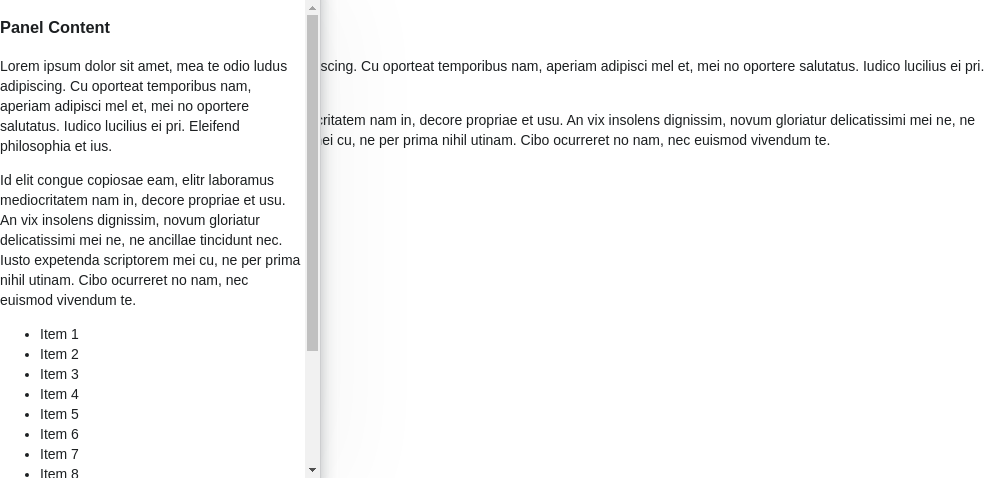 Panel Content
Lorem ipsum dolor sit amet, mea te odio ludus
adipiscing. Cu oporteat temporibus nam,
aperiam adipisci mel et, mei no oportere
salutatus. Iudico lucilius ei pri. Eleifend
philosophia et ius.
Id elit congue copiosae eam, elitr laboramus
mediocritatem nam in, decore propriae et usu.
An vix insolens dignissim, novum gloriatur
delicatissimi mei ne, ne ancillae tincidunt nec.
Iusto expetenda scriptorem mei cu, ne per prima
nihil utinam. Cibo ocurreret no nam, nec
euismod vivendum te.
Item 1
Item 2
Item 3
Item 4
Item 5
Item 6
Item 7
Item 8
scing. Cu oporteat temporibus nam, aperiam adipisci mel et, mei no oportere salutatus. Iudico lucilius ei pri.
critatem nam in, decore propriae et usu. An vix insolens dignissim, novum gloriatur delicatissimi mei ne, ne
ei cu, ne per prima nihil utinam. Cibo ocurreret no nam, nec euismod vivendum te.